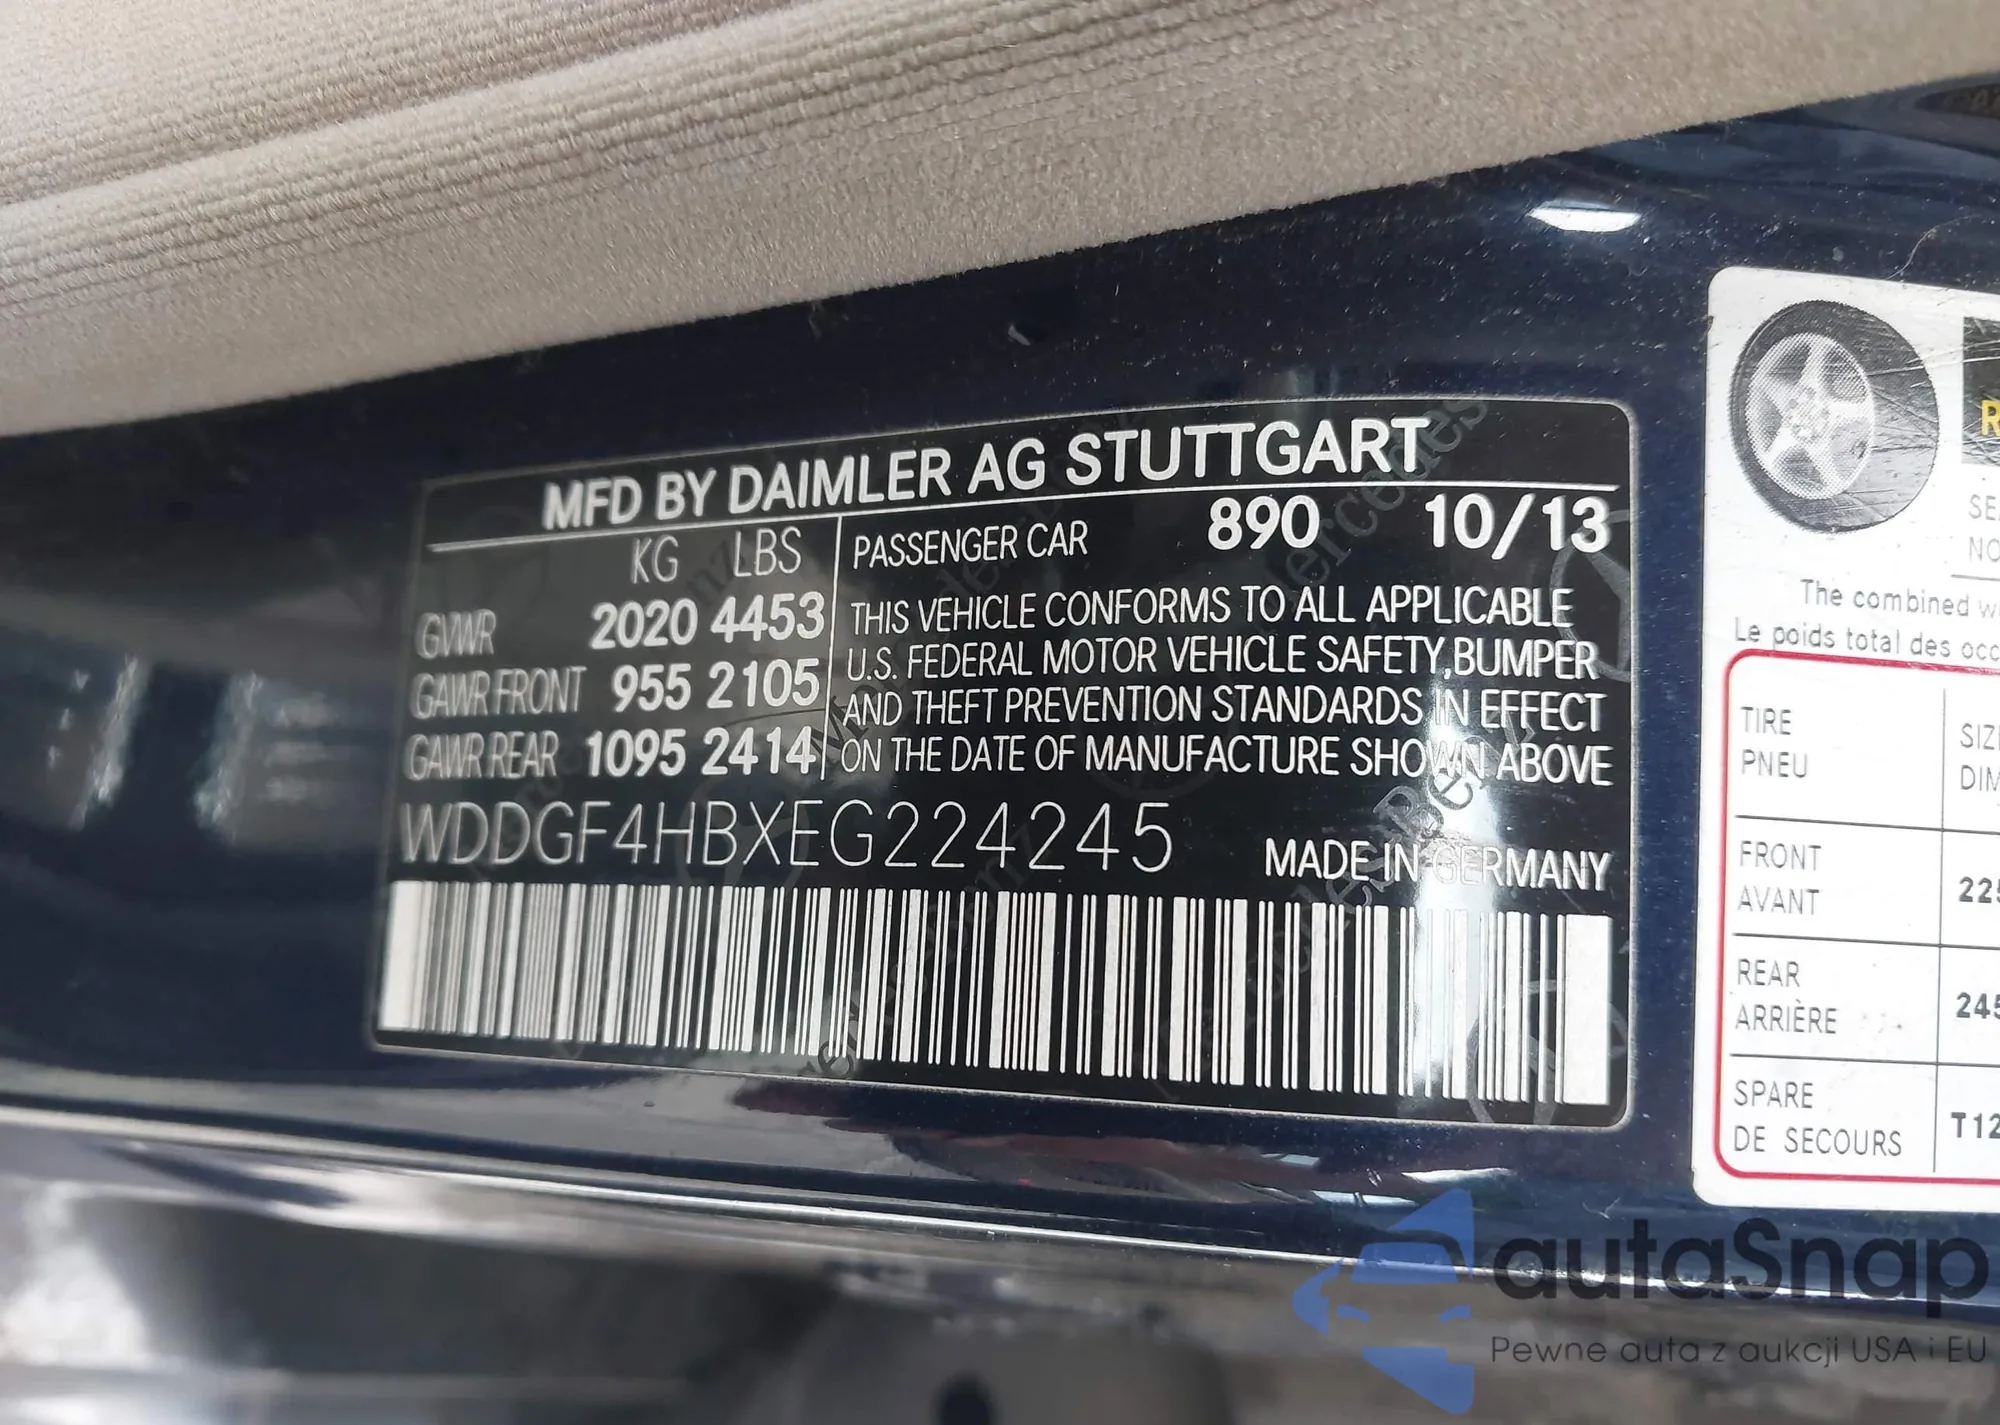 MFD BY DAIMLER AG STUTTGART
KG LBS
GVWR 2020 4453
GAWR FRONT 955 2105
GAWR REAR 1095 2414
PASSENGER CAR 890 10/13
THIS VEHICLE CONFORMS TO ALL APPLICABLE
U.S. FEDERAL MOTOR VEHICLE SAFETY,BUMPER
AND THEFT PREVENTION STANDARDS IN EFFECT
ON THE DATE OF MANUFACTURE SHOWN ABOVE
WDDGF4HBXEG224245
MADE IN GERMANY
The combined
Le poids total des
TIRE
PNEU
FRONT
AVANT
225
REAR
ARRIÈRE
245
SPARE
DE SECOURS
T12
autaSnap
Pewne auta z aukcji USA i EU